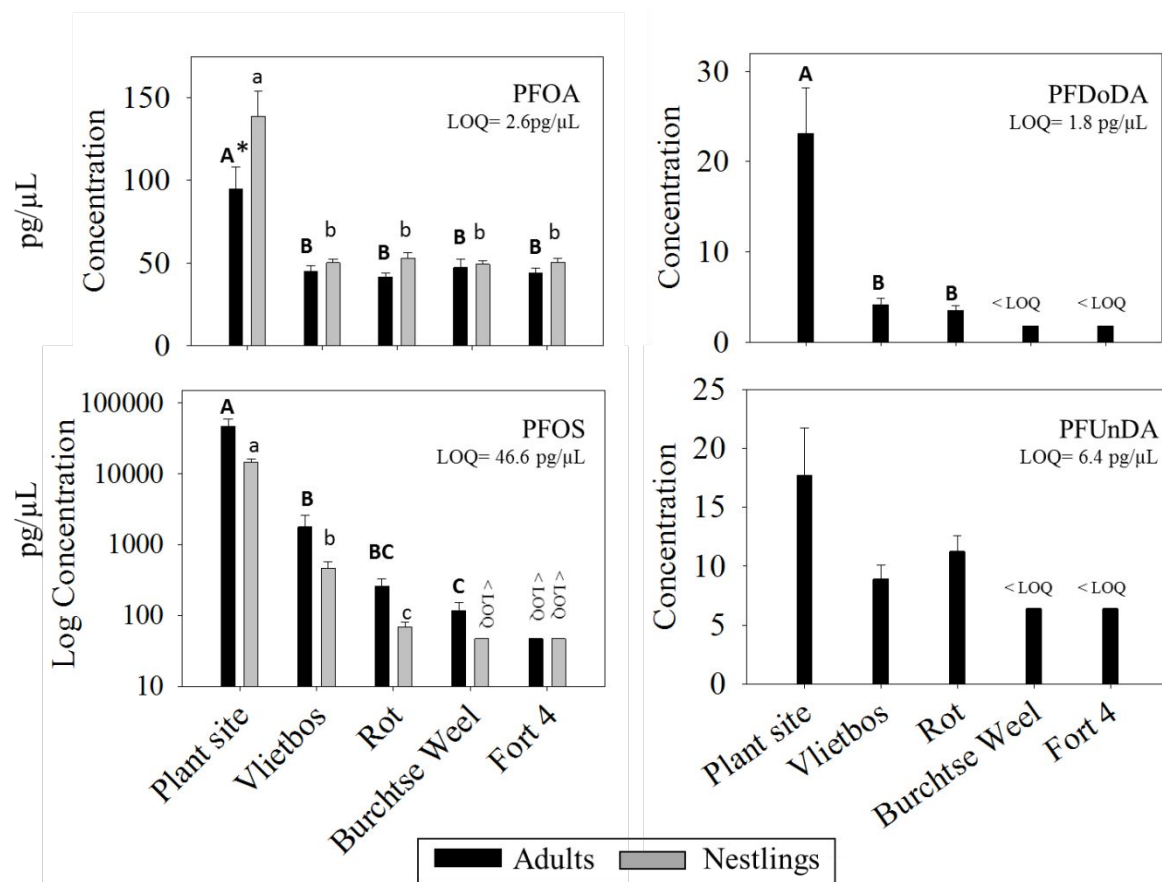 PFOA
LOQ= 2.6pg/µL
pg/µL
Concentration
150
100
50
0
A*
a
B
b
B
b
B
b
B
b
PFDoDA
LOQ= 1.8 pg/µL
Concentration
30
20
10
0
A
B
B
< LOQ
< LOQ
PFOS
LOQ= 46.6 pg/µL
pg/µL
Log Concentration
100000
10000
1000
100
10
A
a
B
b
BC
c
C
<LOQ
<LOQ
<LOQ
Plant site
Vlietbos
Rot
Burchtse Weel
Fort 4
PFUnDA
LOQ= 6.4 pg/µL
Concentration
25
20
15
10
5
0
< LOQ
< LOQ
Plant site
Vlietbos
Rot
Burchtse Weel
Fort 4
Adults Nestlings